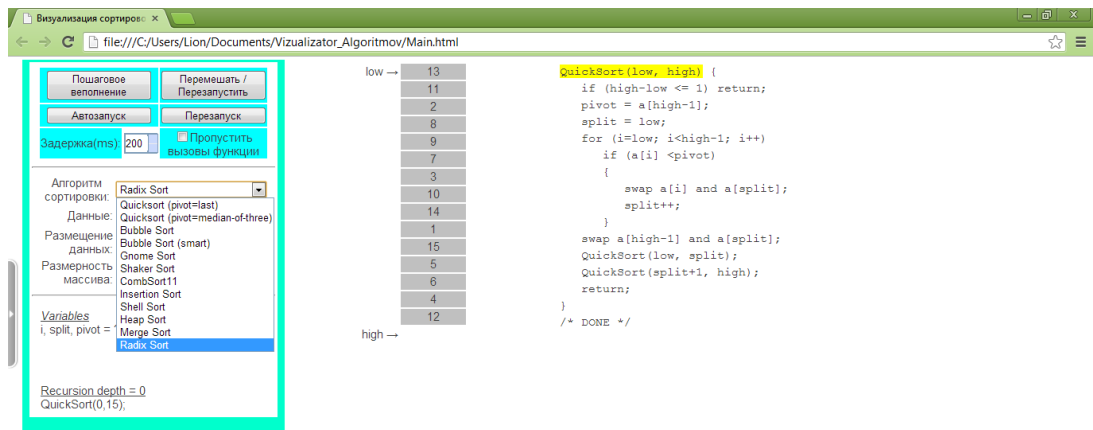 Визуализация сортирово
file:///C:/Users/Lion/Documents/Vizualizator_Algoritmov/Main.html
Пошаговое
веполнение
Перемешать /
Перезапустить
Автозапуск
Перезапуск
Задержка(ms):
200
Пропустить
вызовы функции
Алгоритм
сортировки:
Radix Sort
Данные:
Размещение
данных:
Размерность
массива:
Quicksort (pivot=last)
Quicksort (pivot=median-of-three)
Bubble Sort
Bubble Sort (smart)
Gnome Sort
Shaker Sort
CombSort11
Insertion Sort
Shell Sort
Heap Sort
Merge Sort
Radix Sort
Variables
i, split, pivot =
Recursion depth = 0
QuickSort(0,15);
low →
13
11
2
8
9
7
3
10
14
1
15
5
6
4
12
high →
QuickSort(low, high) {
if (high-low <= 1) return;
pivot = a[high-1];
split = low;
for (i=low; i<high-1; i++)
if (a[i] <pivot)
{
swap a[i] and a[split];
split++;
}
swap a[high-1] and a[split];
QuickSort(low, split);
QuickSort(split+1, high);
return;
}
/* DONE */